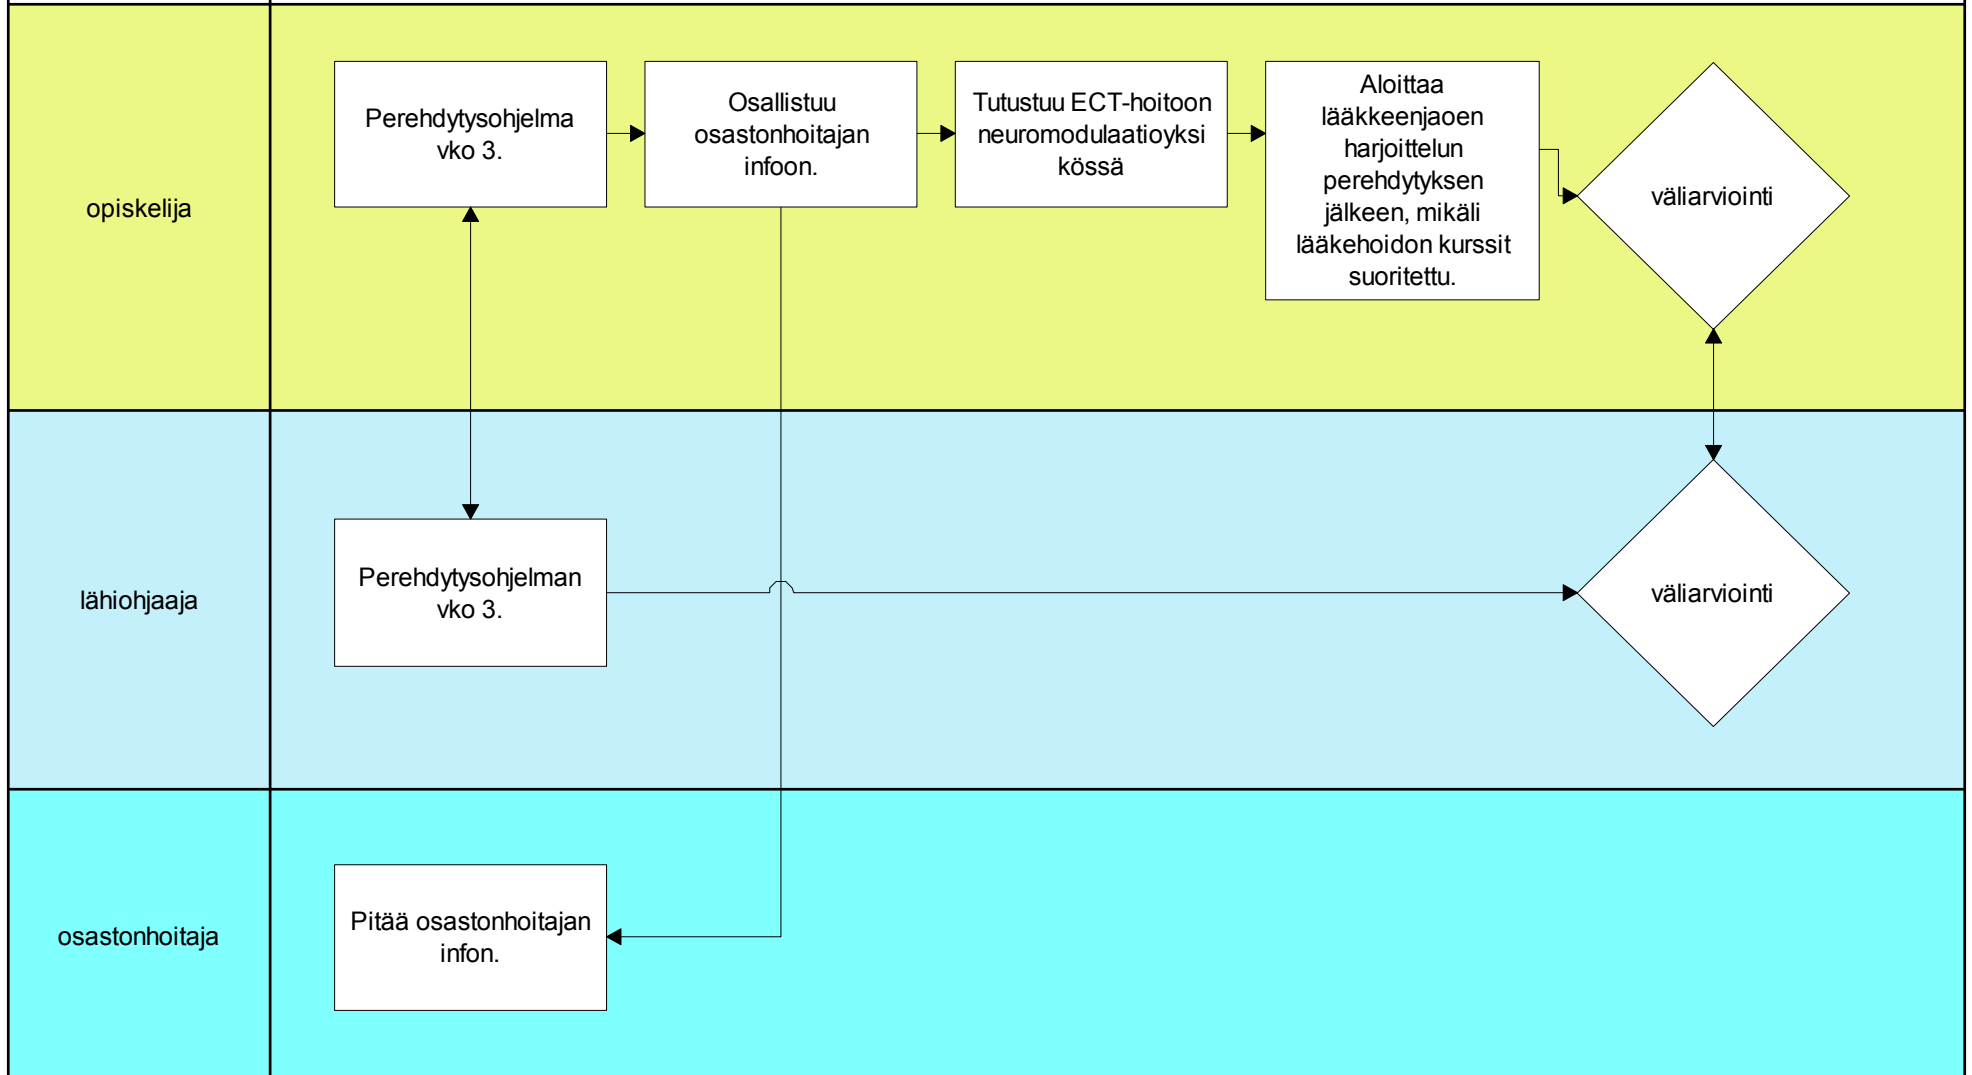 opiskelija
Perehdytysohjelma
vko 3.
Osallistuu
osastonhoitajan
infoon.
Tutustuu ECT-hoitoon
neuromodulaatioyksi
kössä
Aloittaa
lääkkeenjaoen
harjoittelun
perehdytyksen
jälkeen, mikäli
lääkehoidon kurssit
suoritettu.
väliarviointi
lähiohjaaja
Perehdytysohjelman
vko 3.
väliarviointi
osastonhoitaja
Pitää osastonhoitajan
infon.